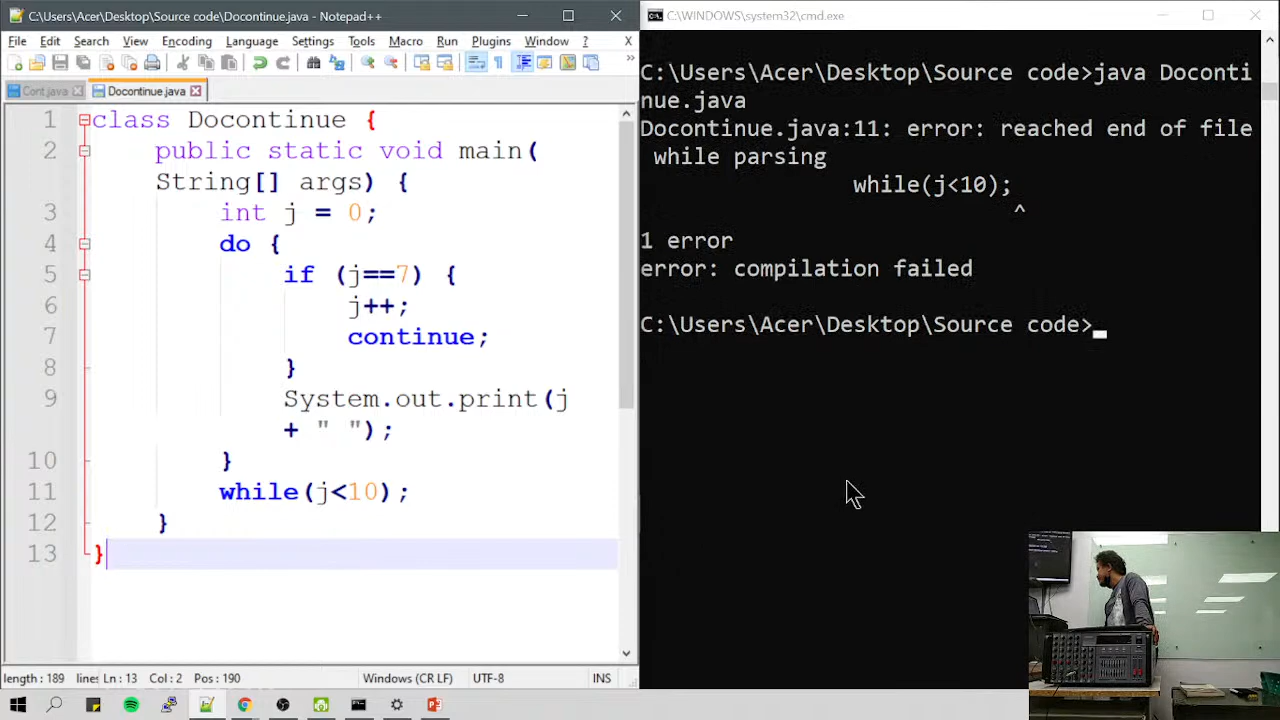 C:\Users\Acer\Desktop\Source code\Docontinue.java - Notepad++
File Edit Search View Encoding Language Settings Tools Macro Run Plugins Window ? X
Cont.java
Docontinue.java
1 class Docontinue {
2 public static void main(
String[] args) {
3 int j = 0;
4 do {
5 if (j==7) {
6 j++;
7 continue;
8 }
9 System.out.print(j
+ " ");
10 }
11 while(j<10);
12 }
13 }
length : 189 lines Ln : 13 Col : 2 Pos : 190 Windows (CR LF) UTF-8 INS
C:\WINDOWS\system32\cmd.exe
C:\Users\Acer\Desktop\Source code>java Doconti
nue.java
Docontinue.java:11: error: reached end of file
while parsing
while(j<10);
^
1 error
error: compilation failed
C:\Users\Acer\Desktop\Source code>